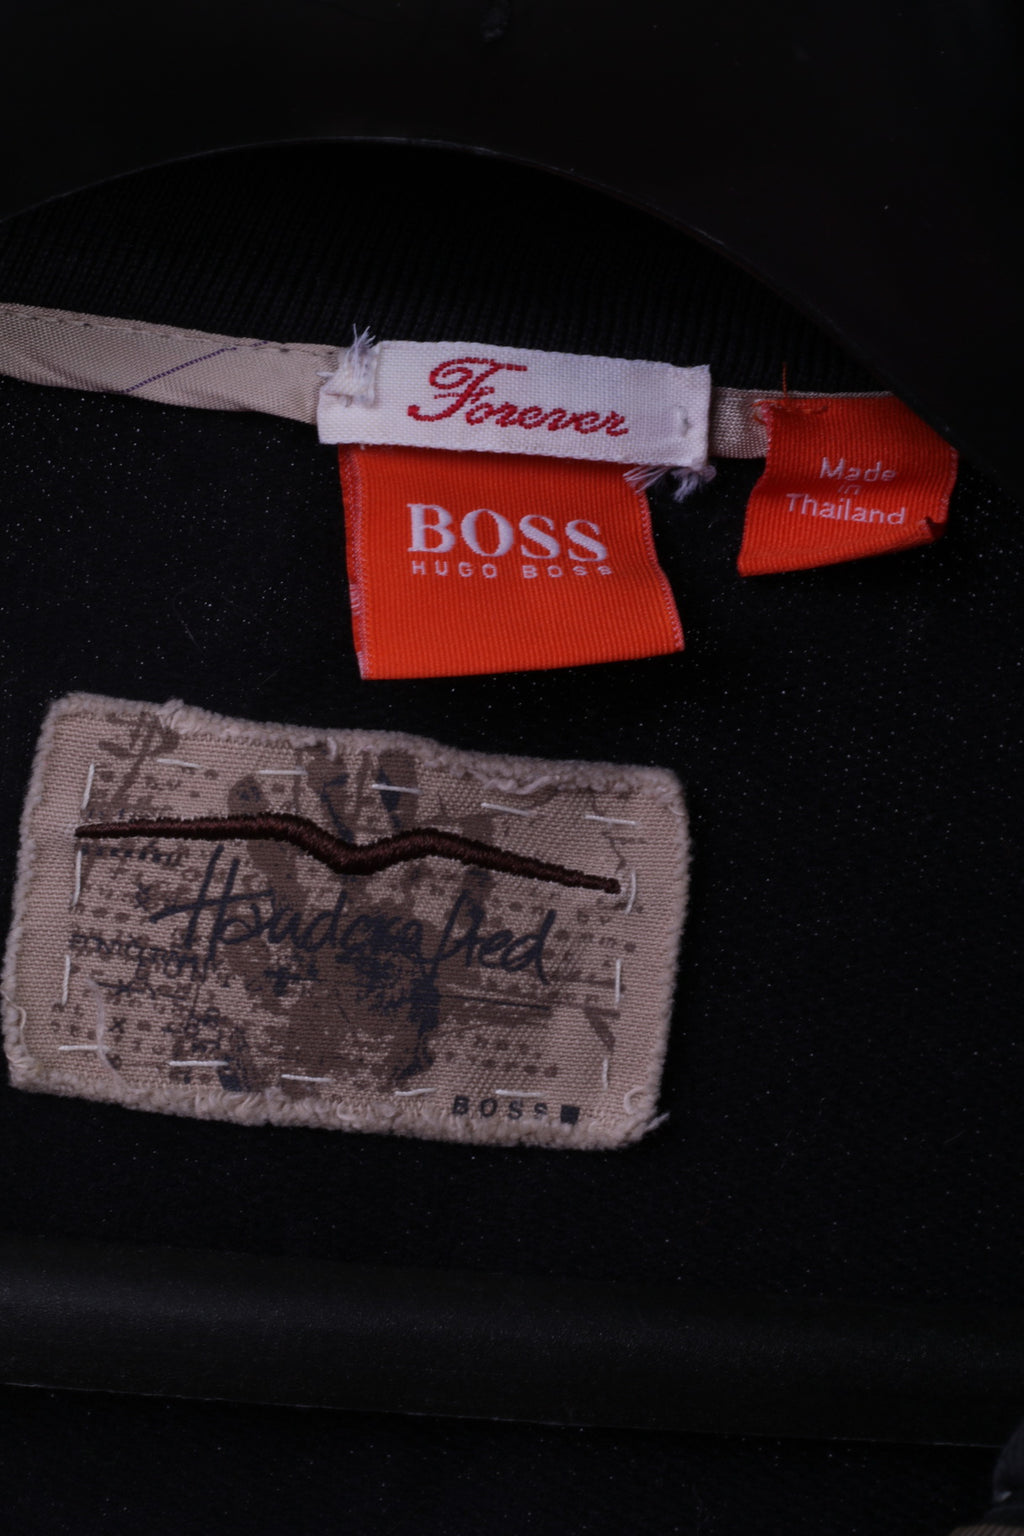 Forever
BOSS
HUGO BOSS
Made
in
Thailand
Handcrafted
BOSS